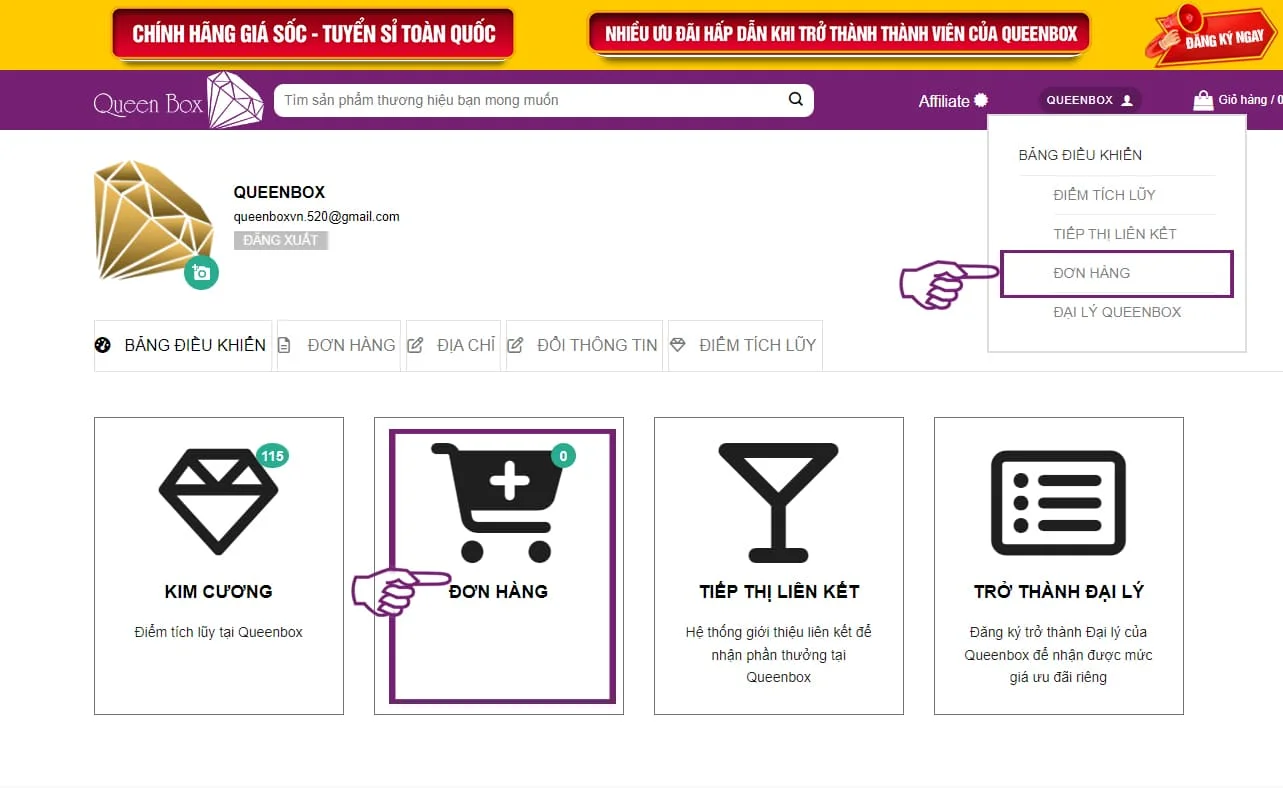 CHÍNH HÃNG GIÁ SỐC - TUYỂN SỈ TOÀN QUỐC
NHIỀU ƯU ĐÃI HẤP DẪN KHI TRỞ THÀNH THÀNH VIÊN CỦA QUEENBOX
ĐĂNG KÝ NGAY
Queen Box
Tìm sản phẩm thương hiệu bạn mong muốn
Affiliate
QUEENBOX
Giỏ hàng / 0
BẢNG ĐIỀU KHIỂN
ĐIỂM TÍCH LŨY
TIẾP THỊ LIÊN KẾT
ĐƠN HÀNG
ĐẠI LÝ QUEENBOX
QUEENBOX
queenboxvn.520@gmail.com
ĐĂNG XUẤT
BẢNG ĐIỀU KHIỂN
ĐƠN HÀNG
ĐỊA CHỈ
ĐỔI THÔNG TIN
ĐIỂM TÍCH LŨY
115
KIM CƯƠNG
Điểm tích lũy tại Queenbox
0
ĐƠN HÀNG
TIẾP THỊ LIÊN KẾT
Hệ thống giới thiệu liên kết để
nhận phần thưởng tại
Queenbox
TRỞ THÀNH ĐẠI LÝ
Đăng ký trở thành Đại lý của
Queenbox để nhận được mức
giá ưu đãi riêng